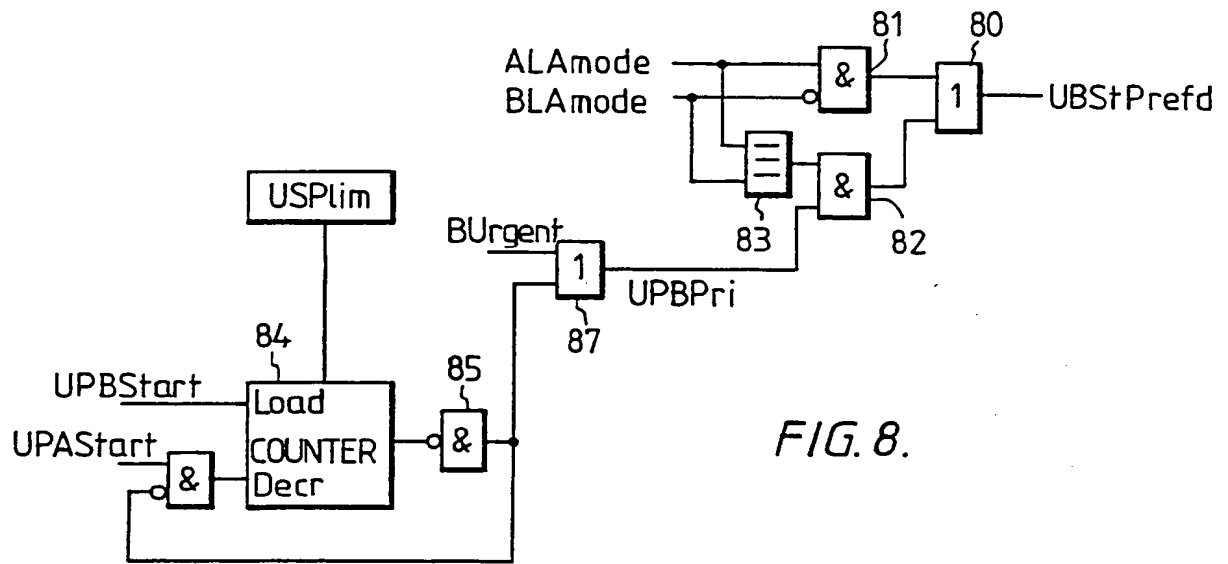 81
80
ALAmode
BLAmode
&
1
UBStPrefd
USPlim
83
&
82
BUrgent
1
UPBPri
87
84
85
UPBStart
Load
UPAStart
&
COUNTER
Decr
&
FIG. 8.